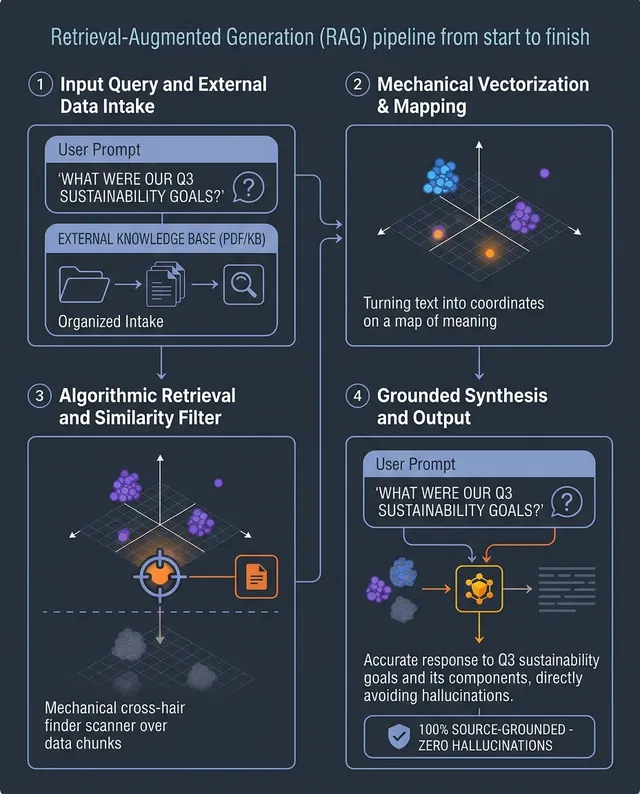 Retrieval-Augmented Generation (RAG) pipeline from start to finish
1 Input Query and External
Data Intake
User Prompt
‘WHAT WERE OUR Q3
SUSTAINABILITY GOALS?’
?
EXTERNAL KNOWLEDGE BASE (PDF/KB)
Organized Intake
2 Mechanical Vectorization
& Mapping
Turning text into coordinates
on a map of meaning
3 Algorithmic Retrieval
and Similarity Filter
Mechanical cross-hair
finder scanner over
data chunks
4 Grounded Synthesis
and Output
User Prompt
‘WHAT WERE OUR Q3
SUSTAINABILITY GOALS?’
?
Accurate response to Q3 sustainability
goals and its components, directly
avoiding hallucinations.
100% SOURCE-GROUNDED -
ZERO HALLUCINATIONS